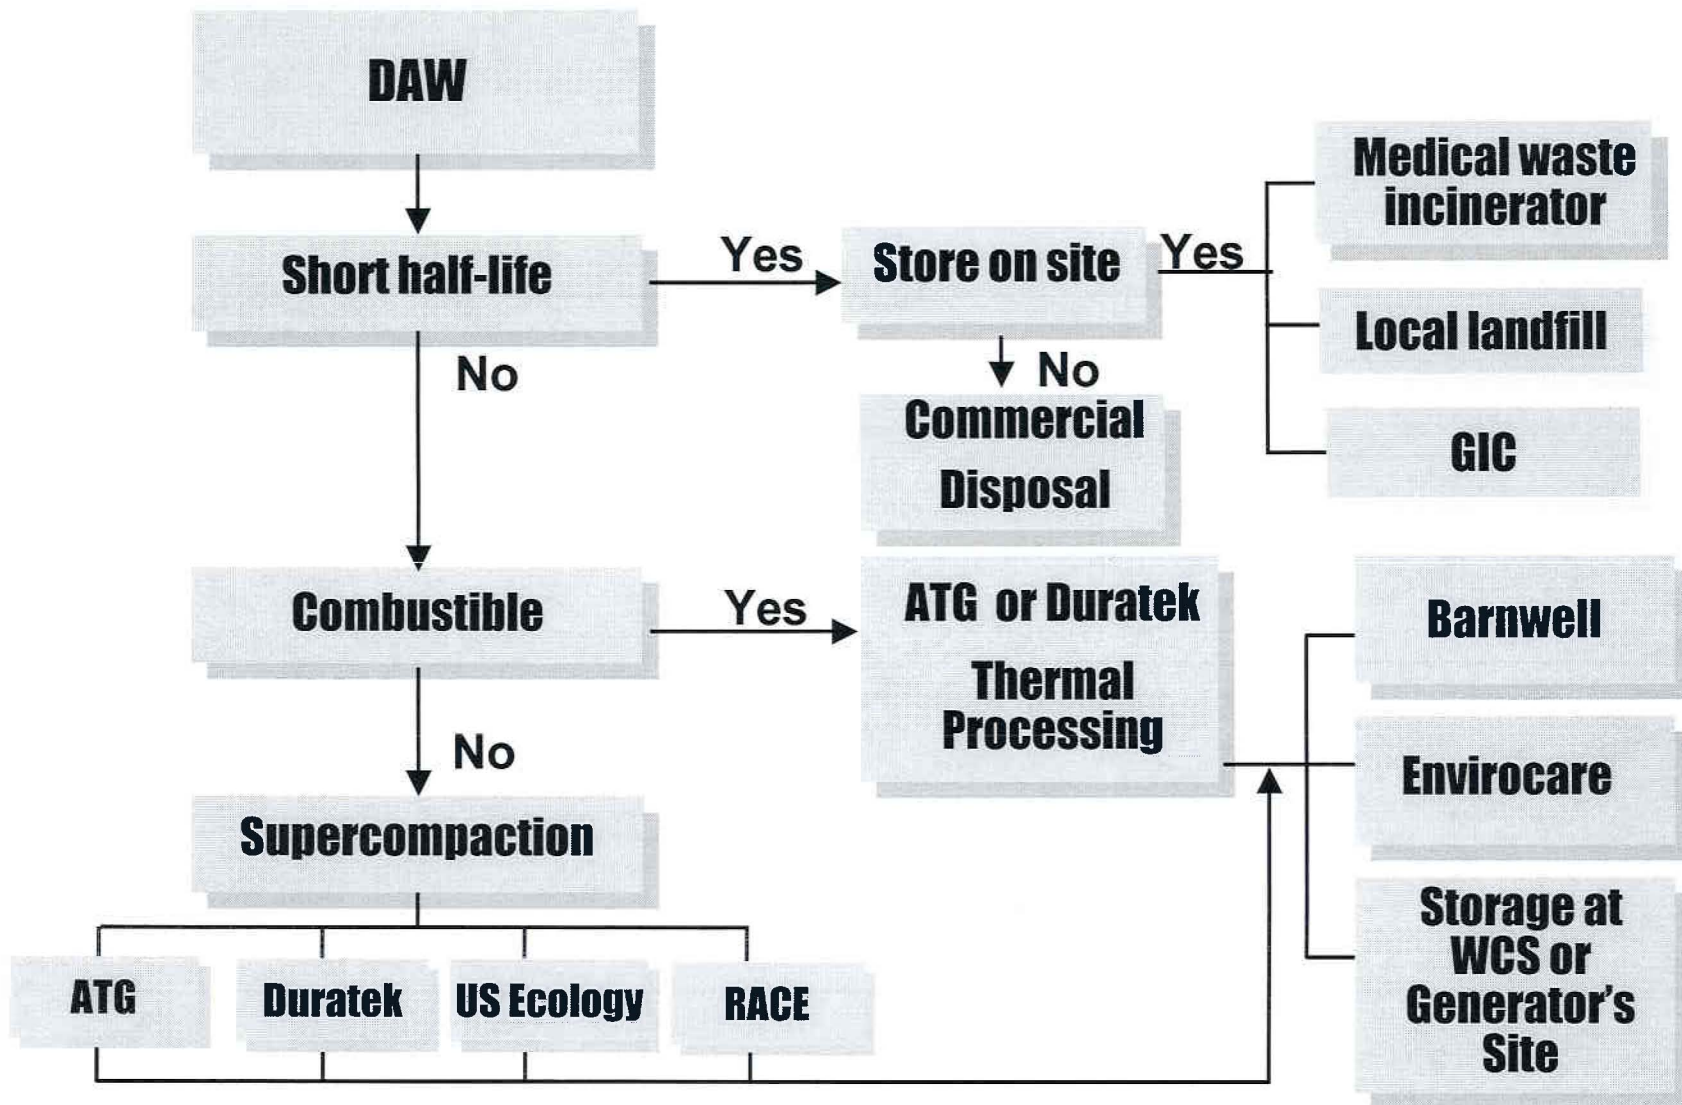 DAW
Medical waste
incinerator
Short half-life
Yes
Store on site
Yes
Local landfill
No
No
Commercial
Disposal
GIC
Combustible
Yes
ATG or Duratek
Thermal
Processing
Barnwell
No
Envirocare
Supercompaction
Storage at
WCS or
Generator's
Site
ATG
Duratek
US Ecology
RACE